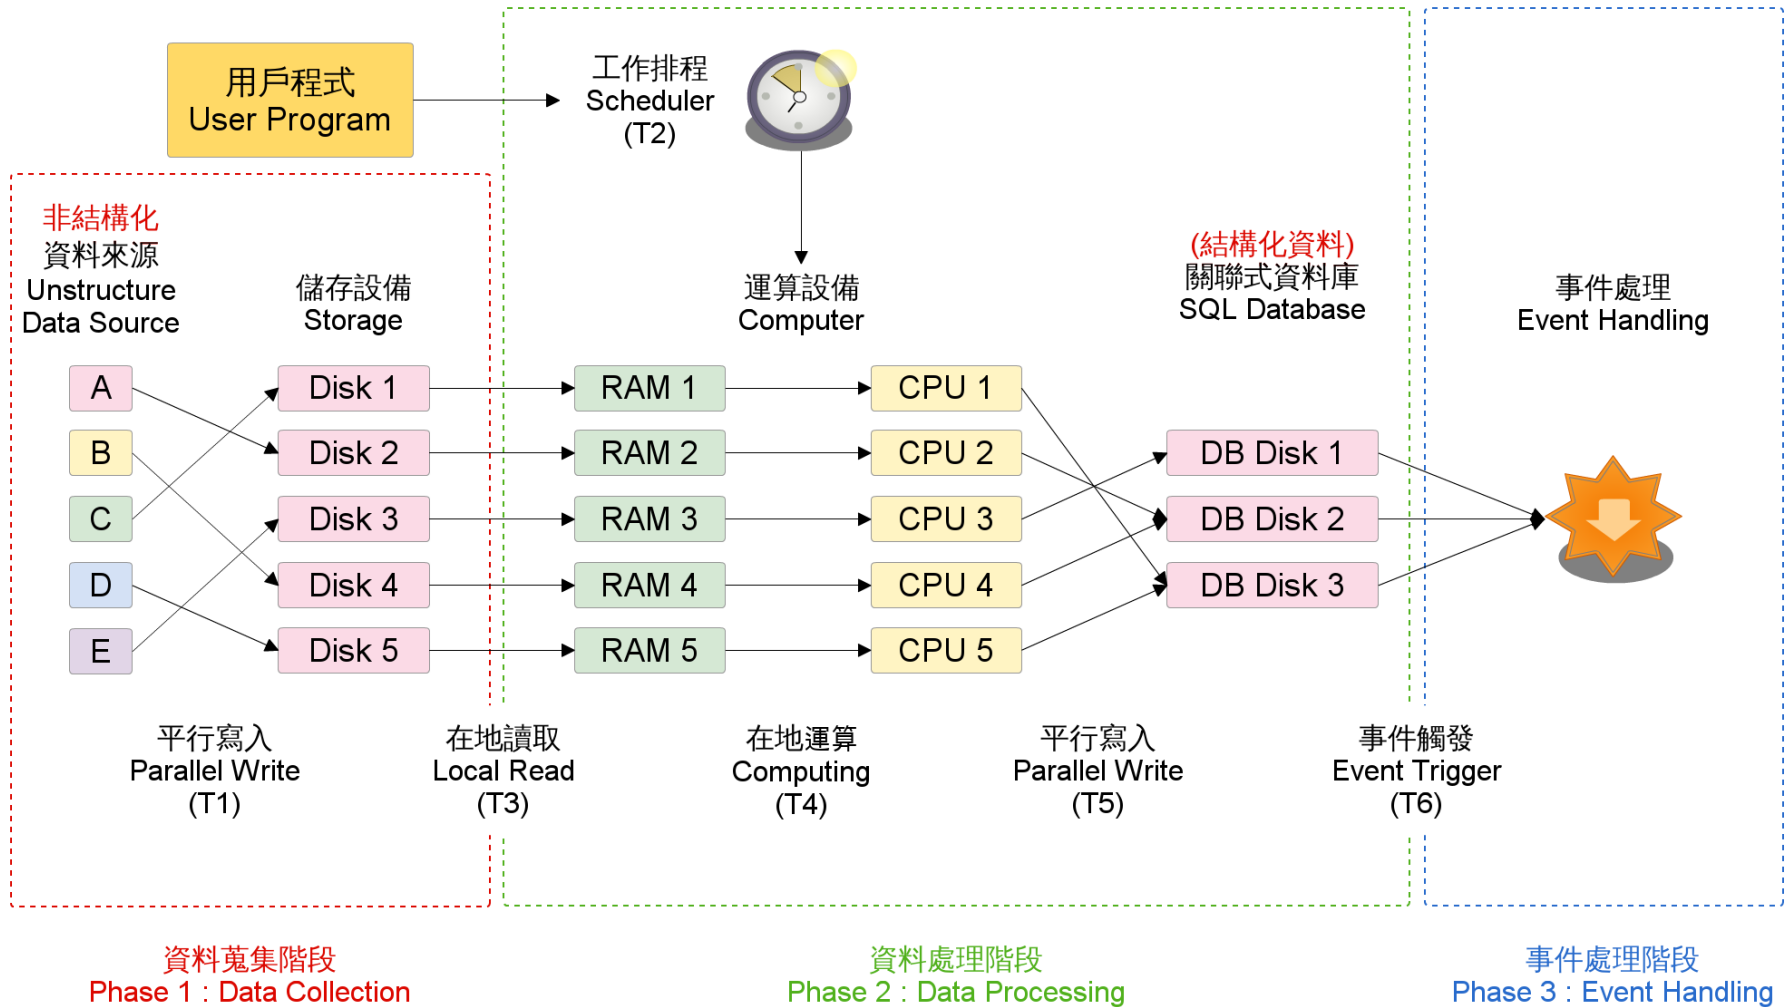 用戶程式
User Program
工作排程
Scheduler
(T2)
非結構化
資料來源
Unstructure
Data Source
儲存設備
Storage
運算設備
Computer
(結構化資料)
關聯式資料庫
SQL Database
事件處理
Event Handling
A
Disk 1
RAM 1
CPU 1
B
Disk 2
RAM 2
CPU 2
DB Disk 1
C
Disk 3
RAM 3
CPU 3
DB Disk 2
D
Disk 4
RAM 4
CPU 4
DB Disk 3
E
Disk 5
RAM 5
CPU 5
平行寫入
Parallel Write
(T1)
在地讀取
Local Read
(T3)
在地運算
Computing
(T4)
平行寫入
Parallel Write
(T5)
事件觸發
Event Trigger
(T6)
資料蒐集階段
Phase 1 : Data Collection
資料處理階段
Phase 2 : Data Processing
事件處理階段
Phase 3 : Event Handling